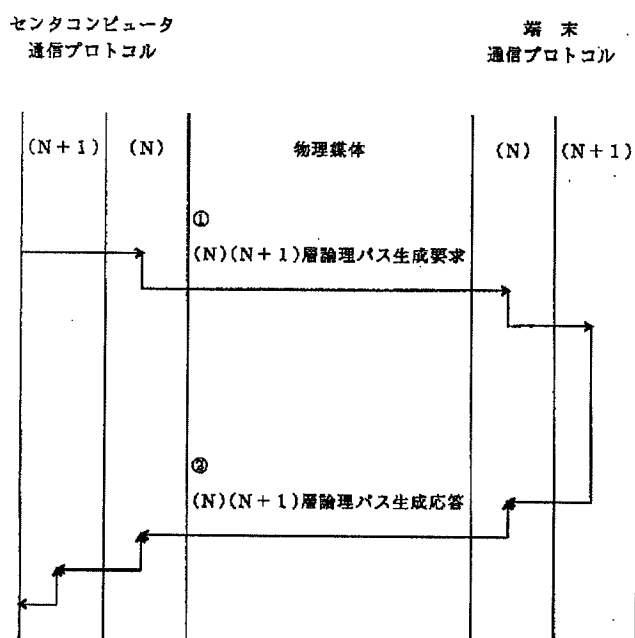 センタコンピュータ
通信プロトコル
端 末
通信プロトコル
(N+1) (N) 物理媒体 (N) (N+1)
①
(N)(N+1)層論理パス生成要求
②
(N)(N+1)層論理パス生成応答